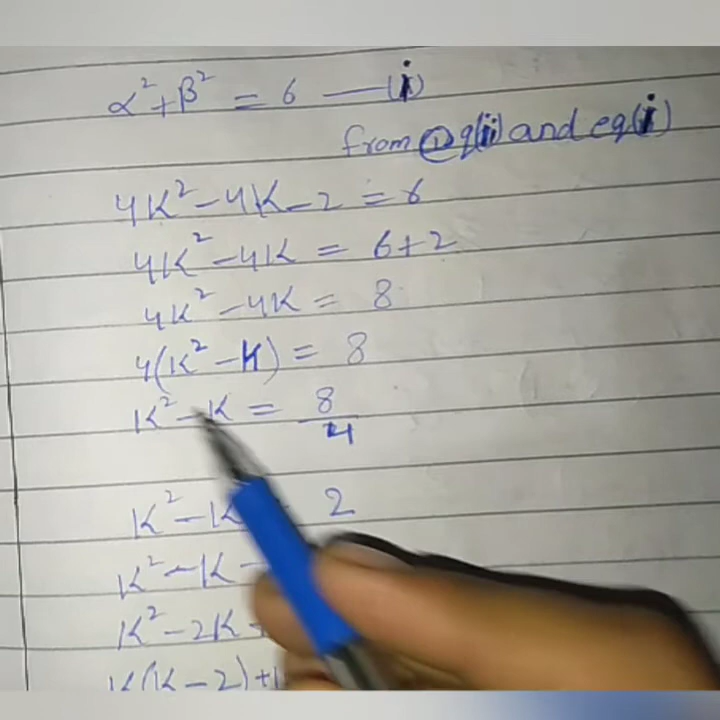 α² + β² = 6 —(i)
from eq(ii) and eq(i)
4K² - 4K - 2 = 6
4K² - 4K = 6 + 2
4K² - 4K = 8
4(K² - K) = 8
K² - K = 8/4
K² - K 2
K² - K -
K² - 2K +
K(K - 2) +